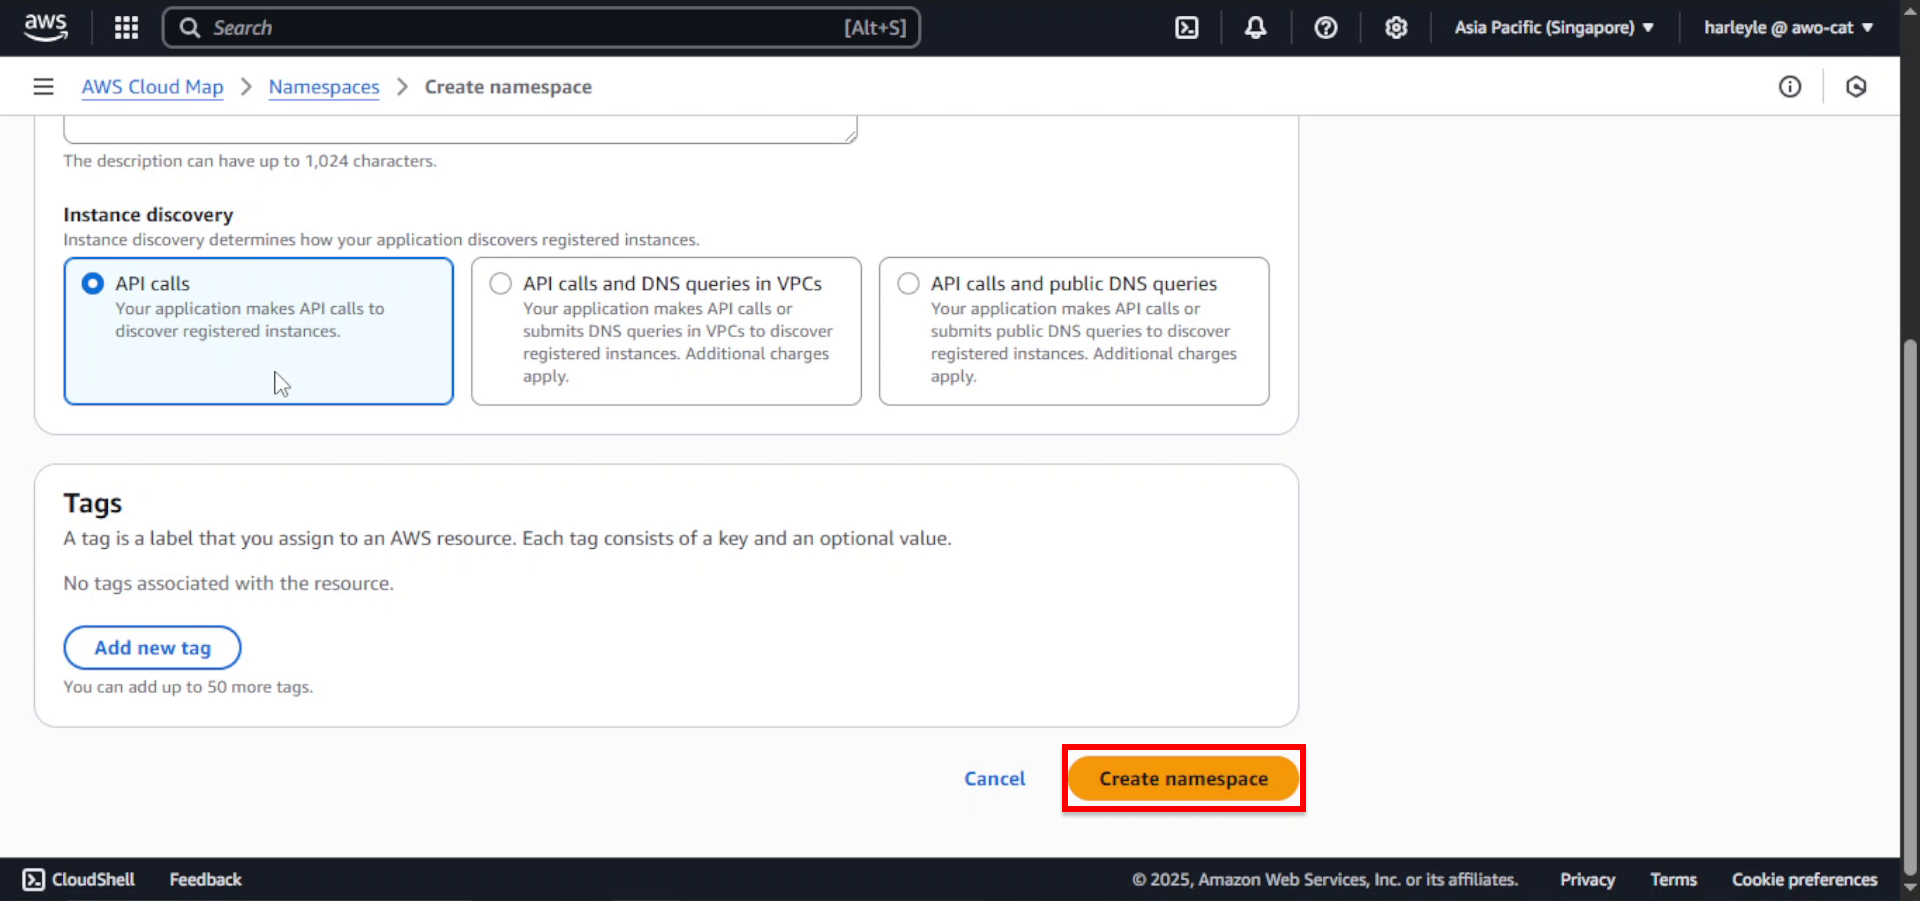 aws
Search
[Alt+S]
Asia Pacific (Singapore)
harleyle @ awo-cat
AWS Cloud Map
Namespaces
Create namespace
The description can have up to 1,024 characters.
Instance discovery
Instance discovery determines how your application discovers registered instances.
API calls
Your application makes API calls to
discover registered instances.
API calls and DNS queries in VPCs
Your application makes API calls or
submits DNS queries in VPCs to discover
registered instances. Additional charges
apply.
API calls and public DNS queries
Your application makes API calls or
submits public DNS queries to discover
registered instances. Additional charges
apply.
Tags
A tag is a label that you assign to an AWS resource. Each tag consists of a key and an optional value.
No tags associated with the resource.
Add new tag
You can add up to 50 more tags.
Cancel
Create namespace
CloudShell
Feedback
© 2025, Amazon Web Services, Inc. or its affiliates.
Privacy
Terms
Cookie preferences